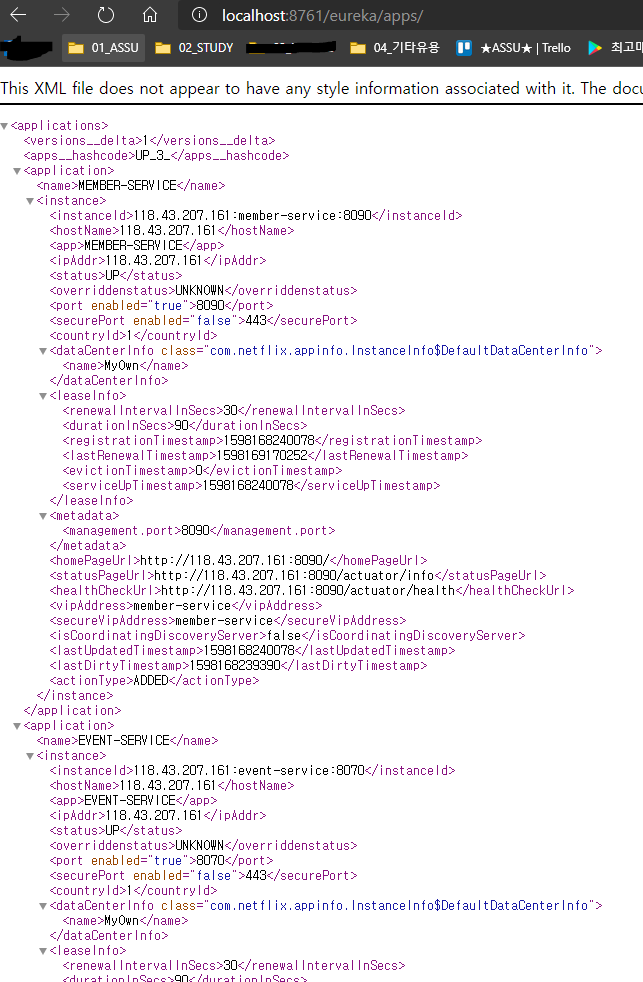 localhost:8761/eureka/apps/
01_ASSU 02_STUDY 04_기타유용 ★ASSU★ | Trello 최고의
This XML file does not appear to have any style information associated with it. The docu
<applications>
<versions__delta>1</versions__delta>
<apps__hashcode>UP_3_</apps__hashcode>
<application>
<name>MEMBER-SERVICE</name>
<instance>
<instanceId>118.43.207.161:member-service:8090</instanceId>
<hostName>118.43.207.161</hostName>
<app>MEMBER-SERVICE</app>
<ipAddr>118.43.207.161</ipAddr>
<status>UP</status>
<overriddenstatus>UNKNOWN</overriddenstatus>
<port enabled="true">8090</port>
<securePort enabled="false">443</securePort>
<countryId>1</countryId>
<dataCenterInfo class="com.netflix.appinfo.InstanceInfo$DefaultDataCenterInfo">
<name>MyOwn</name>
</dataCenterInfo>
<leaseInfo>
<renewalIntervalInSecs>30</renewalIntervalInSecs>
<durationInSecs>90</durationInSecs>
<registrationTimestamp>1598168240078</registrationTimestamp>
<lastRenewalTimestamp>1598169170252</lastRenewalTimestamp>
<evictionTimestamp>0</evictionTimestamp>
<serviceUpTimestamp>1598168240078</serviceUpTimestamp>
</leaseInfo>
<metadata>
<management.port>8090</management.port>
</metadata>
<homePageUrl>http://118.43.207.161:8090/</homePageUrl>
<statusPageUrl>http://118.43.207.161:8090/actuator/info</statusPageUrl>
<healthCheckUrl>http://118.43.207.161:8090/actuator/health</healthCheckUrl>
<vipAddress>member-service</vipAddress>
<secureVipAddress>member-service</secureVipAddress>
<isCoordinatingDiscoveryServer>false</isCoordinatingDiscoveryServer>
<lastUpdatedTimestamp>1598168240078</lastUpdatedTimestamp>
<lastDirtyTimestamp>1598168239390</lastDirtyTimestamp>
<actionType>ADDED</actionType>
</instance>
</application>
<application>
<name>EVENT-SERVICE</name>
<instance>
<instanceId>118.43.207.161:event-service:8070</instanceId>
<hostName>118.43.207.161</hostName>
<app>EVENT-SERVICE</app>
<ipAddr>118.43.207.161</ipAddr>
<status>UP</status>
<overriddenstatus>UNKNOWN</overriddenstatus>
<port enabled="true">8070</port>
<securePort enabled="false">443</securePort>
<countryId>1</countryId>
<dataCenterInfo class="com.netflix.appinfo.InstanceInfo$DefaultDataCenterInfo">
<name>MyOwn</name>
</dataCenterInfo>
<leaseInfo>
<renewalIntervalInSecs>30</renewalIntervalInSecs>
<durationInSecs>90</durationInSecs>